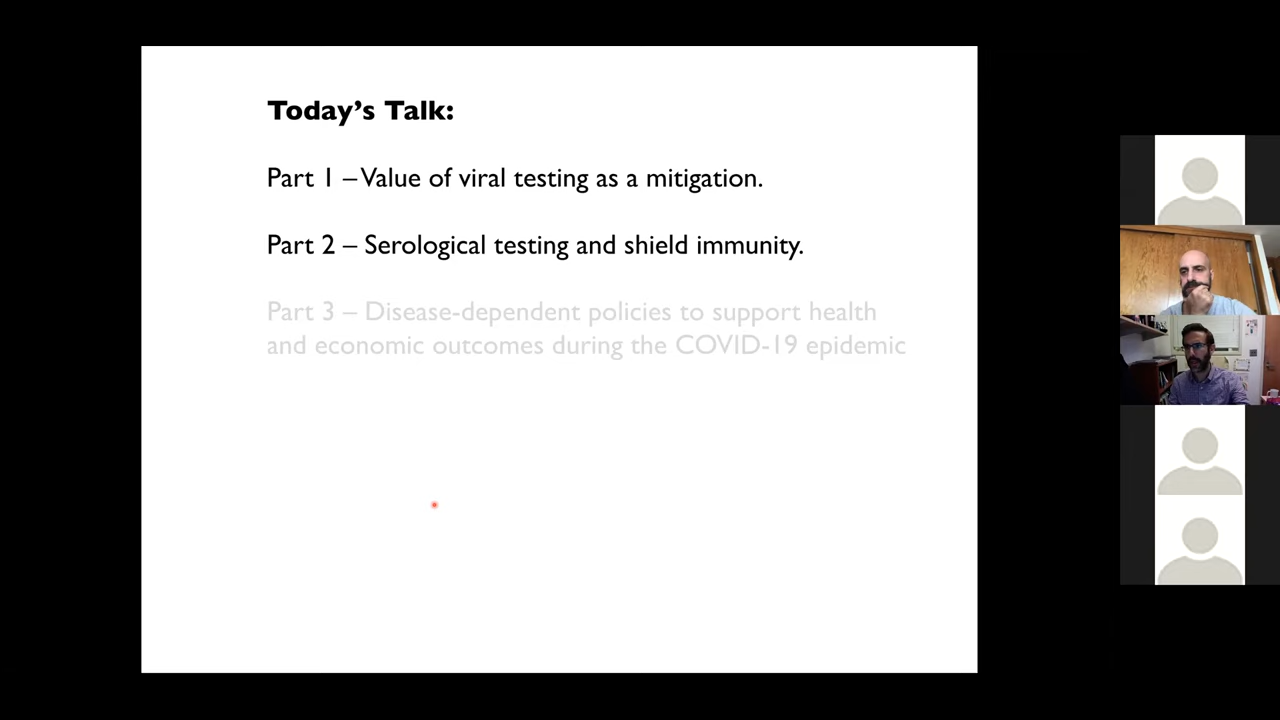 Today's Talk:
Part 1 – Value of viral testing as a mitigation.
Part 2 – Serological testing and shield immunity.
Part 3 – Disease-dependent policies to support health
and economic outcomes during the COVID-19 epidemic